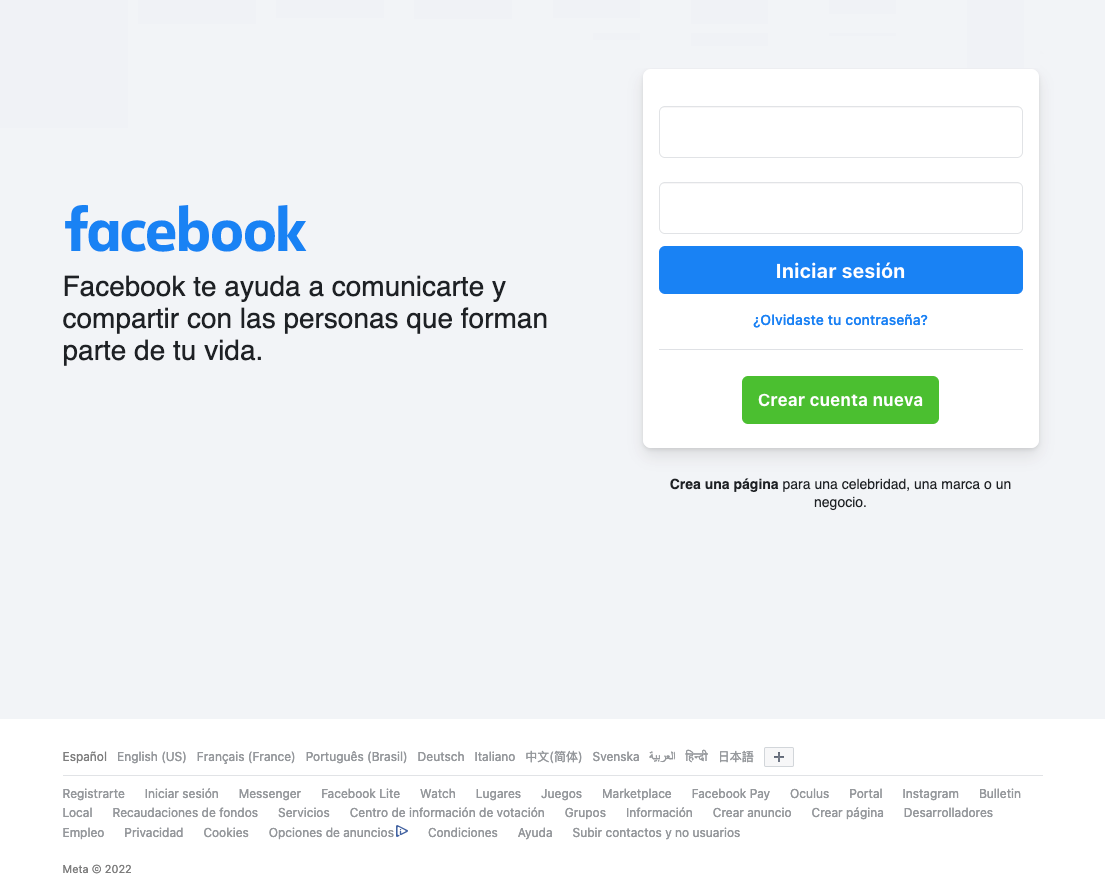 facebook
Facebook te ayuda a comunicarte y
compartir con las personas que forman
parte de tu vida.
Iniciar sesión
¿Olvidaste tu contraseña?
Crear cuenta nueva
Crea una página para una celebridad, una marca o un
negocio.
Español English (US) Français (France) Português (Brasil) Deutsch Italiano 中文(简体) Svenska العربية हिन्दी 日本語
Registrarte Iniciar sesión Messenger Facebook Lite Watch Lugares Juegos Marketplace Facebook Pay Oculus Portal Instagram Bulletin
Local Recaudaciones de fondos Servicios Centro de información de votación Grupos Información Crear anuncio Crear página Desarrolladores
Empleo Privacidad Cookies Opciones de anuncios Condiciones Ayuda Subir contactos y no usuarios
Meta © 2022